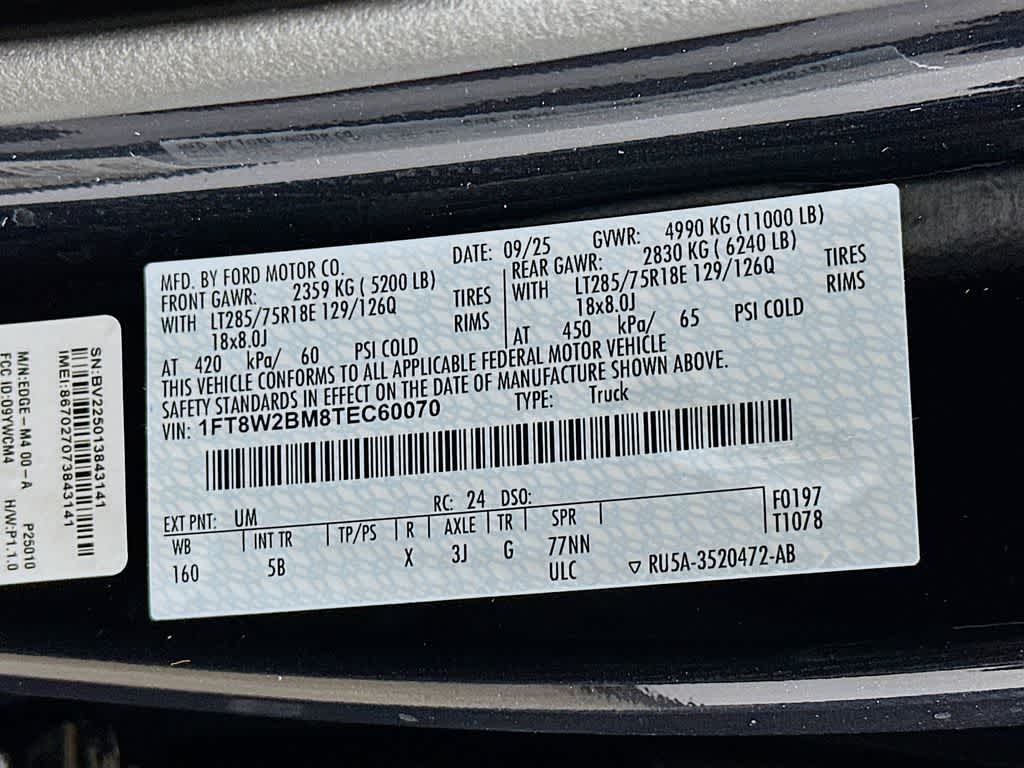 MFD. BY FORD MOTOR CO.
DATE: 09/25
GVWR: 4990 KG (11000 LB)
FRONT GAWR: 2359 KG ( 5200 LB)
WITH LT285/75R18E 129/126Q TIRES
18x8.0J RIMS
AT 420 kPa/ 60 PSI COLD
REAR GAWR: 2830 KG ( 6240 LB)
WITH LT285/75R18E 129/126Q TIRES
18x8.0J RIMS
AT 450 kPa/ 65 PSI COLD
THIS VEHICLE CONFORMS TO ALL APPLICABLE FEDERAL MOTOR VEHICLE
SAFETY STANDARDS IN EFFECT ON THE DATE OF MANUFACTURE SHOWN ABOVE.
VIN: 1FT8W2BM8TEC60070 TYPE: Truck
EXT PNT: UM RC: 24 DSO:
WB INT TR TP/PS R AXLE TR SPR
160 5B X 3J G 77NN
ULC
F0197
T1078
▽ RU5A-3520472-AB
SN:BV225013843141
IMEI:867027073843141
M/N:EDGE-M400-A P25010
FCC ID:09YWCM4 H/W:P1.1.0